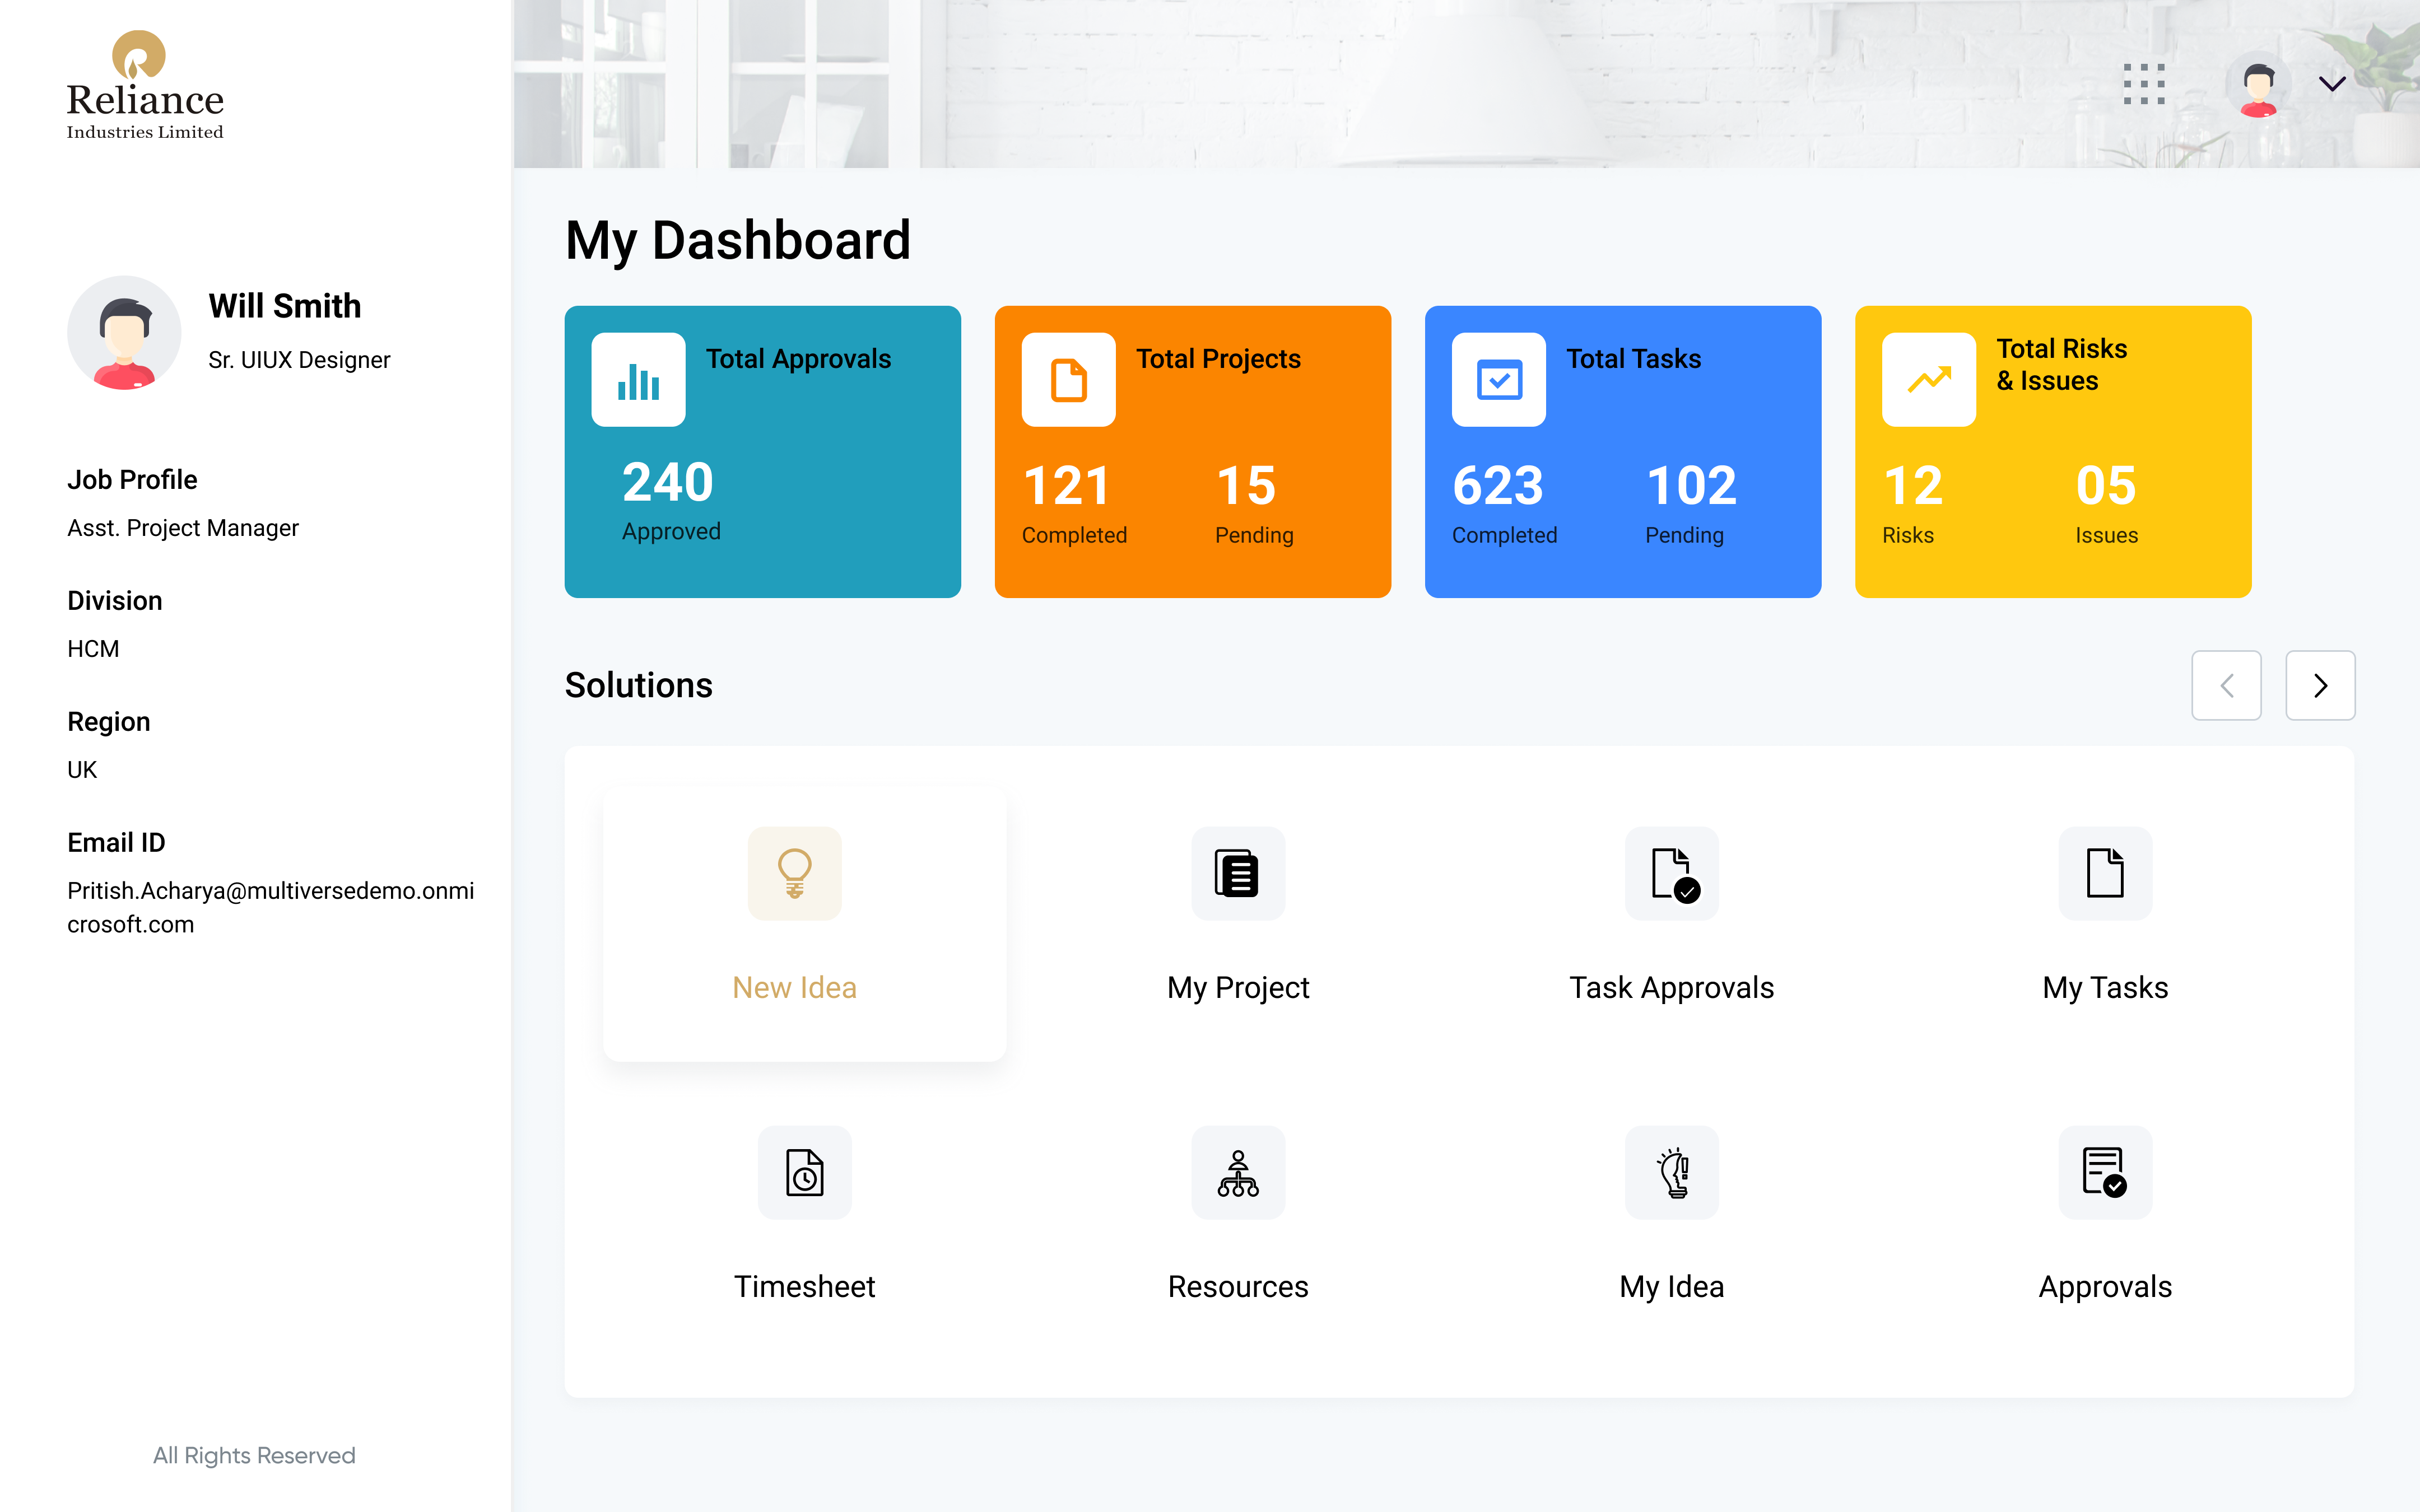 Reliance
Industries Limited
Will Smith
Sr. UIUX Designer
Job Profile
Asst. Project Manager
Division
HCM
Region
UK
Email ID
Pritish.Acharya@multiversedemo.onmi
crosoft.com
All Rights Reserved
My Dashboard
Total Approvals
240
Approved
Total Projects
121
Completed
15
Pending
Total Tasks
623
Completed
102
Pending
Total Risks
& Issues
12
Risks
05
Issues
Solutions
New Idea
My Project
Task Approvals
My Tasks
Timesheet
Resources
My Idea
Approvals